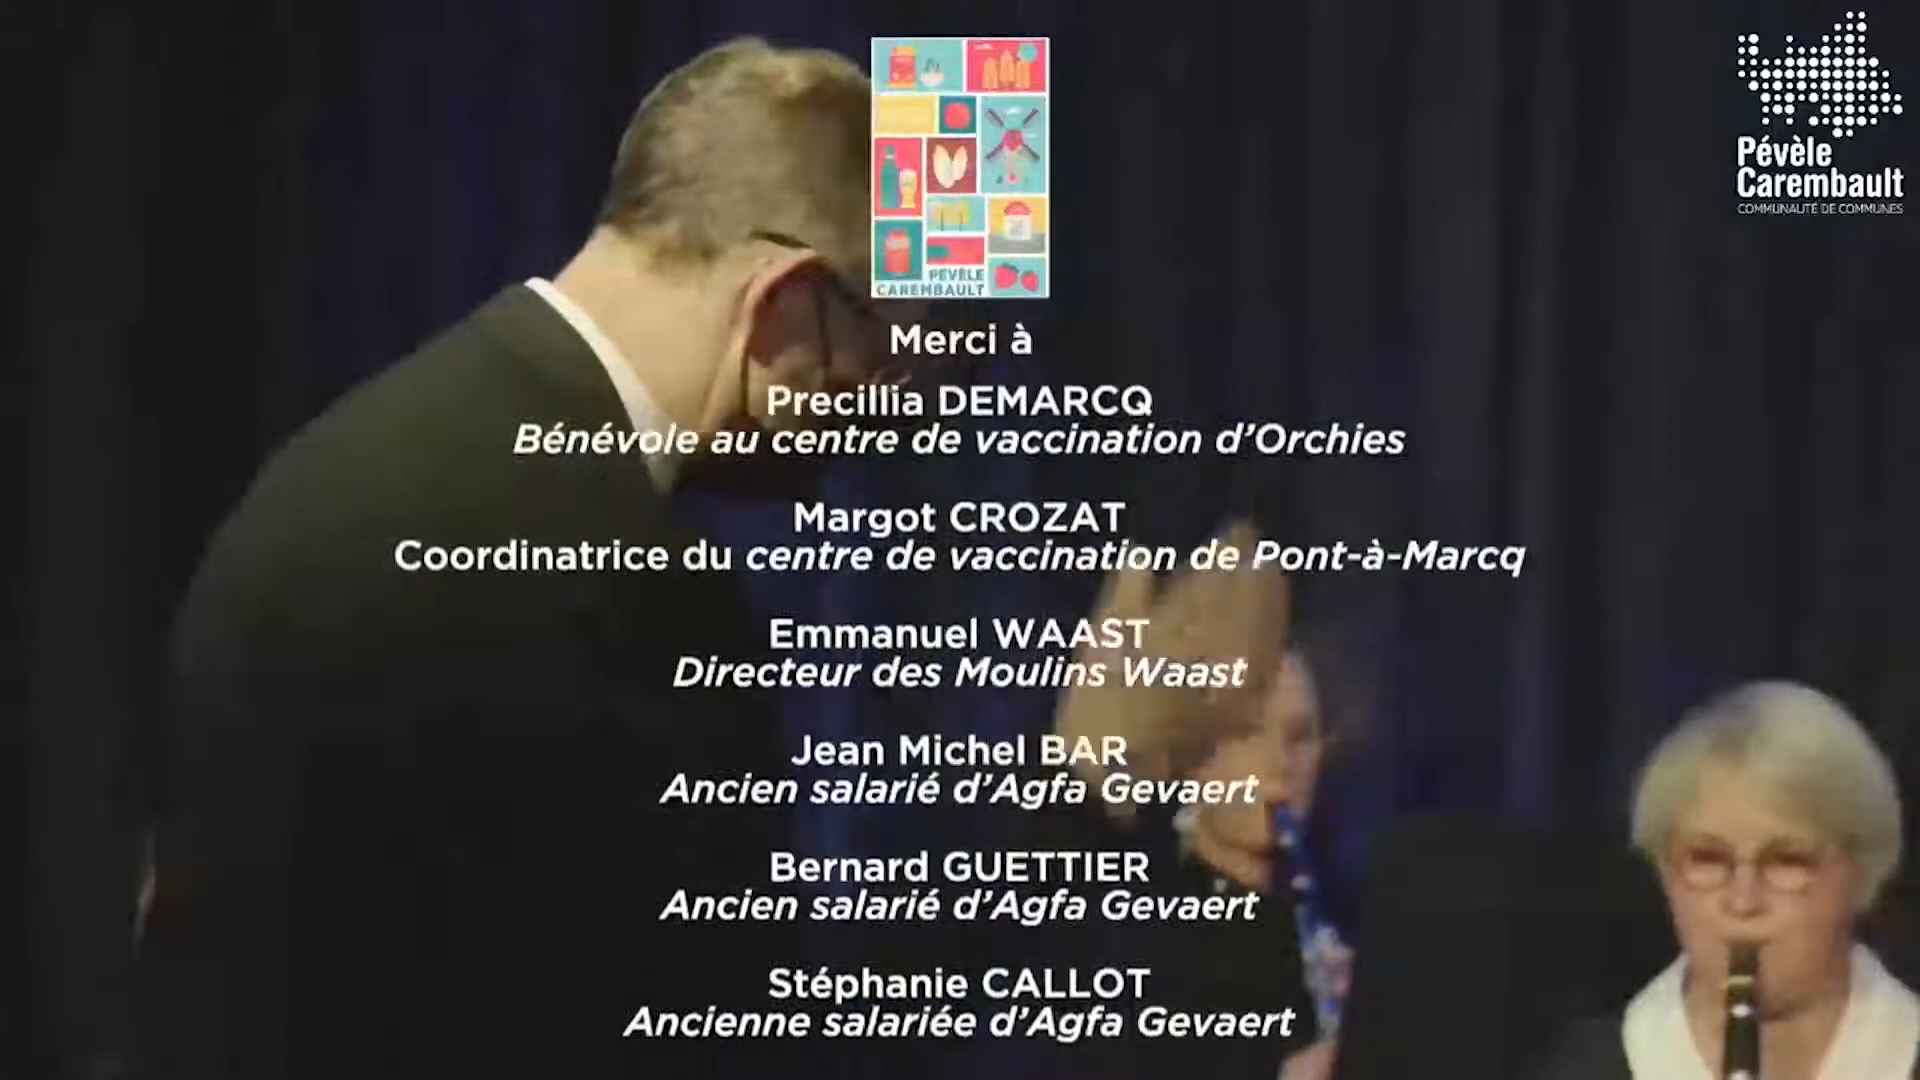 Pévèle
Carembault
COMMUNAUTÉ DE COMMUNES
PÉVÈLE
CAREMBAULT
Merci à
Precillia DEMARCQ
Bénévole au centre de vaccination d’Orchies
Margot CROZAT
Coordinatrice du centre de vaccination de Pont-à-Marcq
Emmanuel WAAST
Directeur des Moulins Waast
Jean Michel BAR
Ancien salarié d’Agfa Gevaert
Bernard GUETTIER
Ancien salarié d’Agfa Gevaert
Stéphanie CALLOT
Ancienne salariée d’Agfa Gevaert